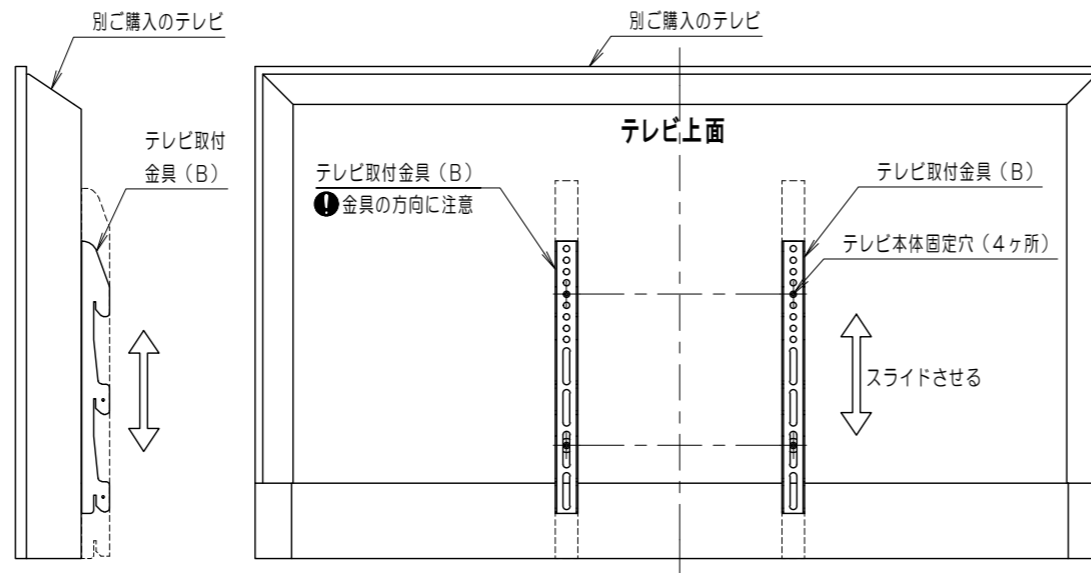 別ご購入のテレビ
別ご購入のテレビ
テレビ上面
テレビ取付
金具（B）
テレビ取付金具（B）
金具の方向に注意
テレビ取付金具（B）
テレビ本体固定穴（４ヶ所）
スライドさせる